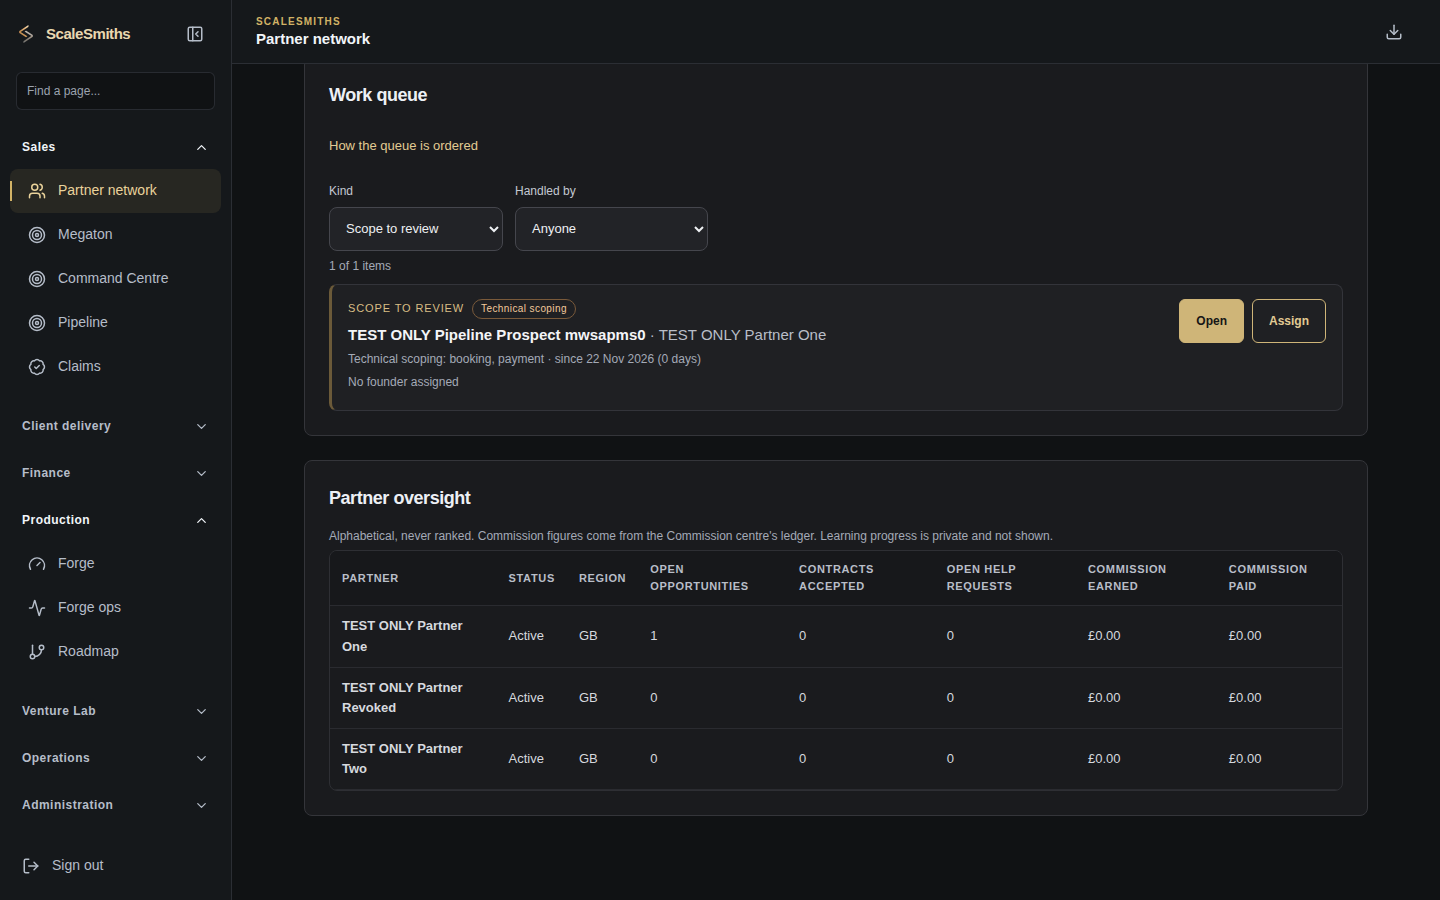 ScaleSmiths
Find a page...
Sales
Partner network
Megaton
Command Centre
Pipeline
Claims
Client delivery
Finance
Production
Forge
Forge ops
Roadmap
Venture Lab
Operations
Administration
Sign out
SCALESMITHS
Partner network
Work queue
How the queue is ordered
Kind
Handled by
Scope to review
Anyone
1 of 1 items
SCOPE TO REVIEW Technical scoping
TEST ONLY Pipeline Prospect mwsapms0 · TEST ONLY Partner One
Technical scoping: booking, payment · since 22 Nov 2026 (0 days)
No founder assigned
Open
Assign
Partner oversight
Alphabetical, never ranked. Commission figures come from the Commission centre's ledger. Learning progress is private and not shown.
PARTNER STATUS REGION OPEN OPPORTUNITIES CONTRACTS ACCEPTED OPEN HELP REQUESTS COMMISSION EARNED COMMISSION PAID
TEST ONLY Partner One Active GB 1 0 0 £0.00 £0.00
TEST ONLY Partner Revoked Active GB 0 0 0 £0.00 £0.00
TEST ONLY Partner Two Active GB 0 0 0 £0.00 £0.00